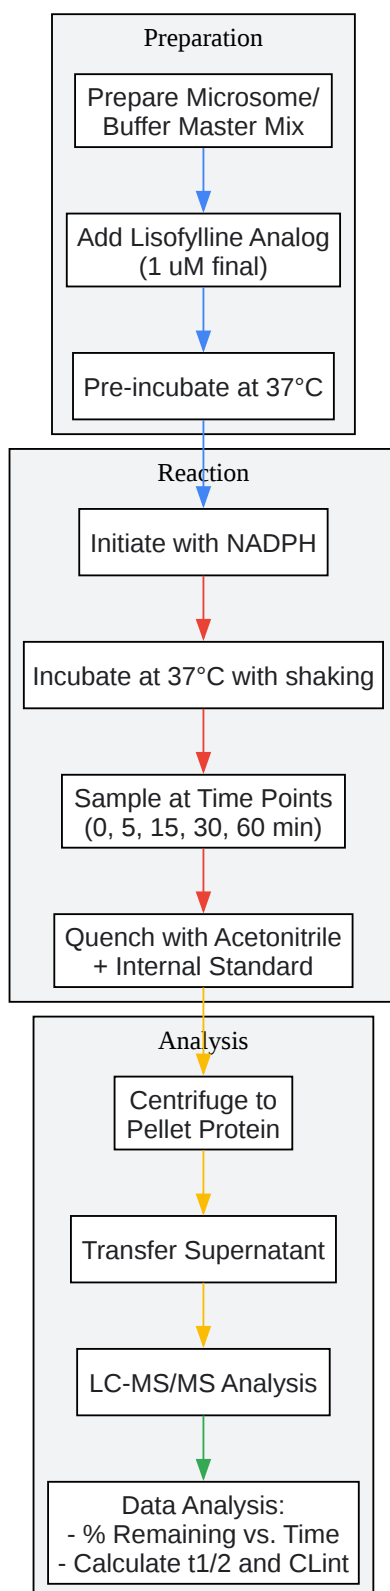 Preparation
Prepare Microsome/
Buffer Master Mix
Add Lisofylline Analog
(1 uM final)
Pre-incubate at 37°C
Reaction
Initiate with NADPH
Incubate at 37°C with shaking
Sample at Time Points
(0, 5, 15, 30, 60 min)
Quench with Acetonitrile
+ Internal Standard
Analysis
Centrifuge to
Pellet Protein
Transfer Supernatant
LC-MS/MS Analysis
Data Analysis:
- % Remaining vs. Time
- Calculate t1/2 and CLint